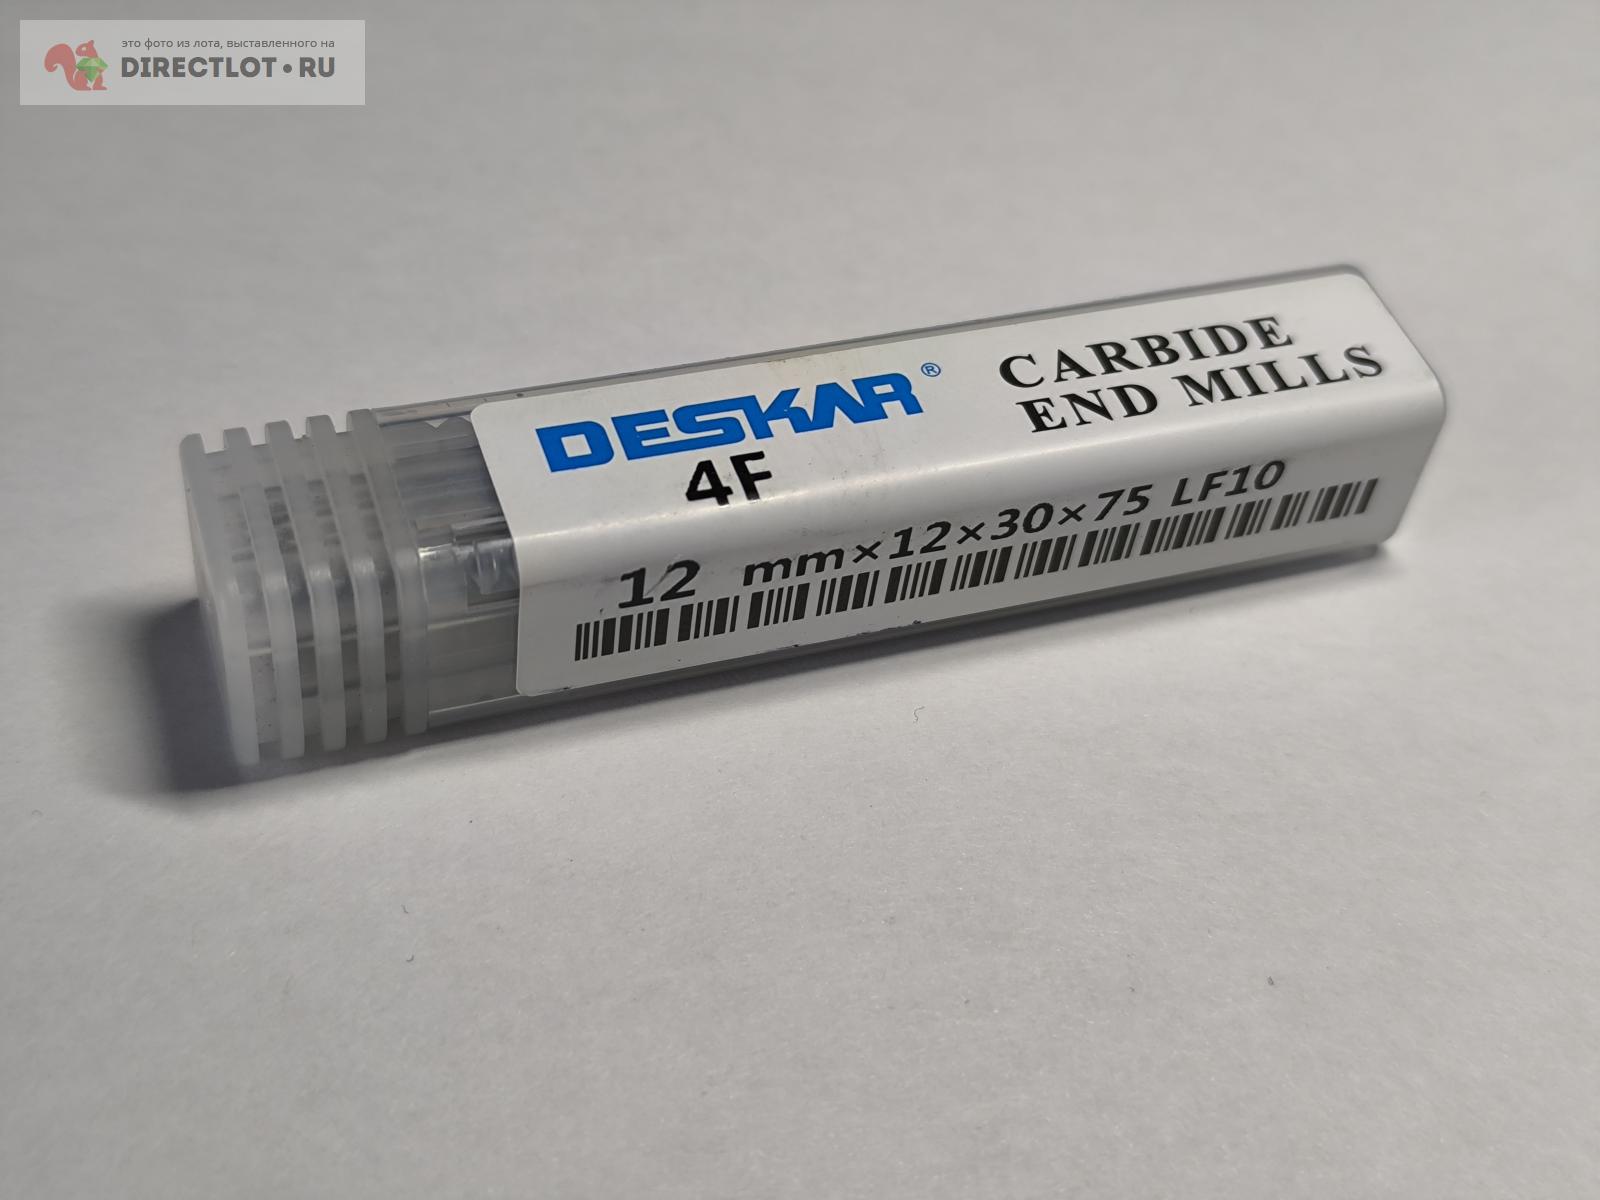 это фото из лота, выставленного на
DIRECTLOT•RU
DESKAR®
4F
CARBIDE
END MILLS
12 mm×12×30×75 LF10